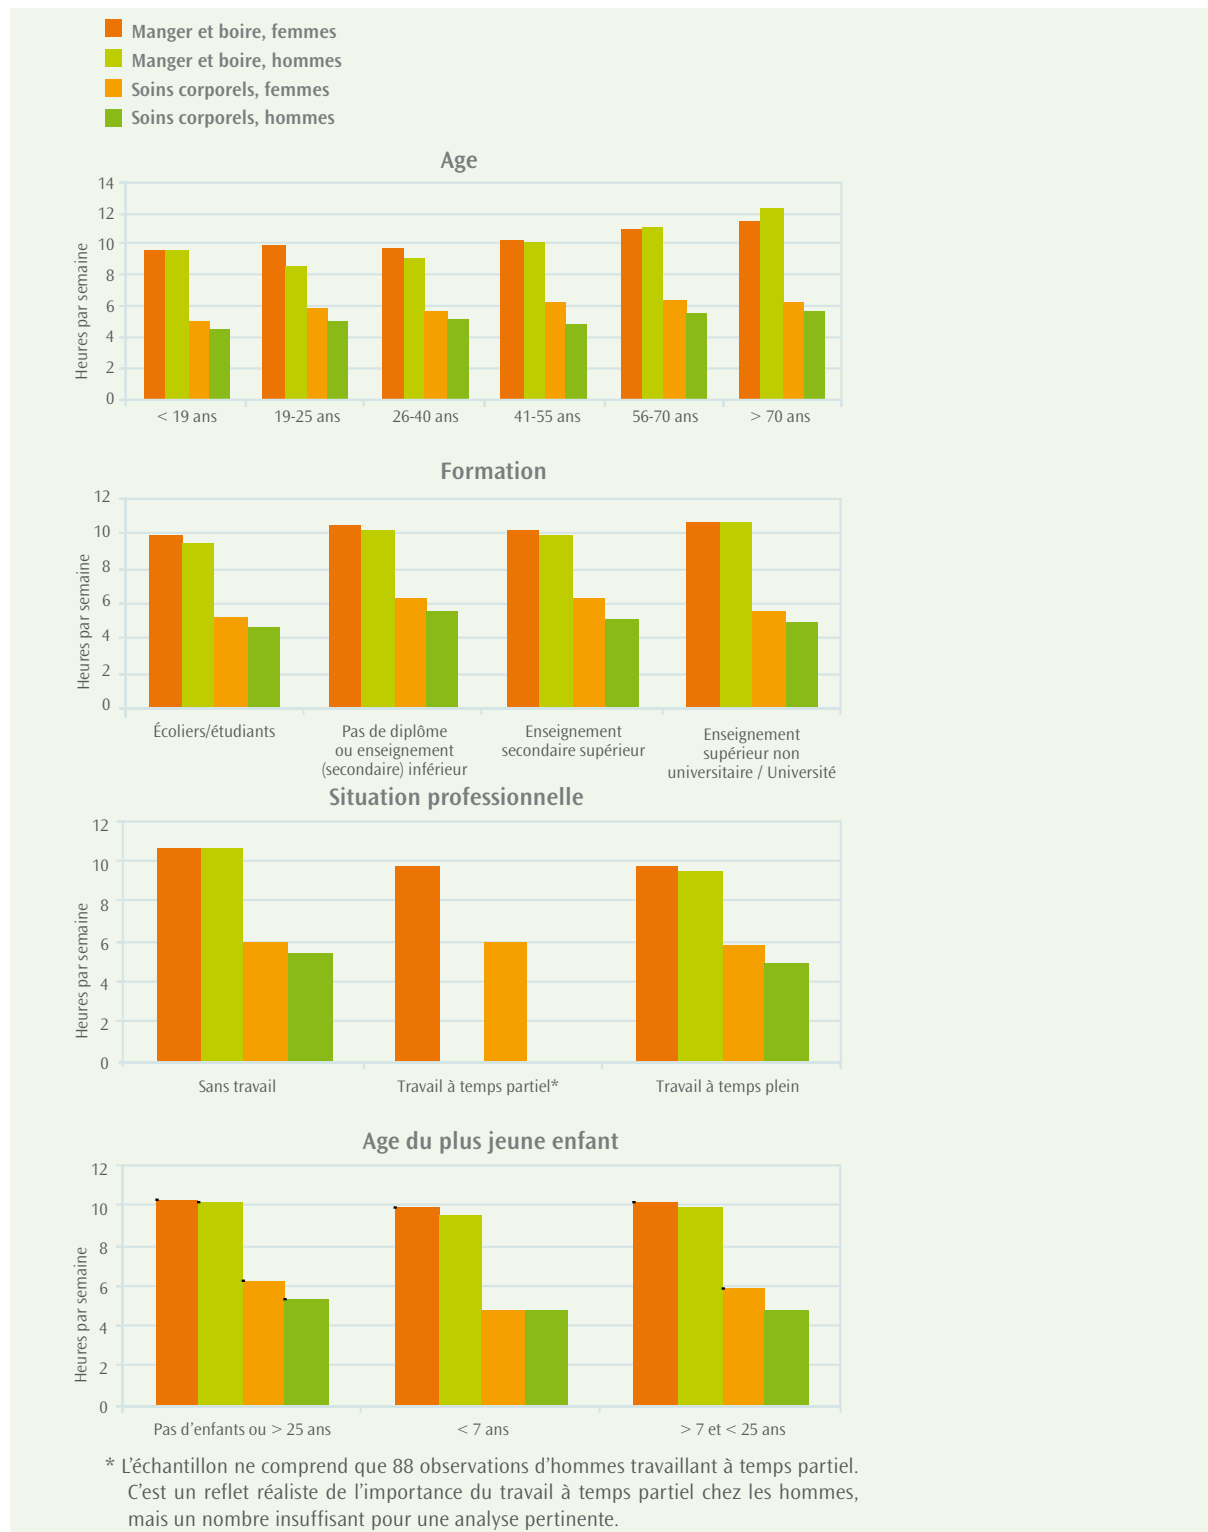 Manger et boire, femmes
Manger et boire, hommes
Soins corporels, femmes
Soins corporels, hommes
Age
Heures par semaine
14
12
10
8
6
4
2
0
< 19 ans
19-25 ans
26-40 ans
41-55 ans
56-70 ans
> 70 ans
Formation
Heures par semaine
12
10
8
6
4
2
0
Écoliers/étudiants
Pas de diplôme
ou enseignement
(secondaire) inférieur
Enseignement
secondaire supérieur
Enseignement
supérieur non
universitaire / Université
Situation professionnelle
Heures par semaine
12
10
8
6
4
2
0
Sans travail
Travail à temps partiel*
Travail à temps plein
Age du plus jeune enfant
Heures par semaine
12
10
8
6
4
2
0
Pas d'enfants ou > 25 ans
< 7 ans
> 7 et < 25 ans
* L'échantillon ne comprend que 88 observations d'hommes travaillant à temps partiel.
C'est un reflet réaliste de l'importance du travail à temps partiel chez les hommes,
mais un nombre insuffisant pour une analyse pertinente.